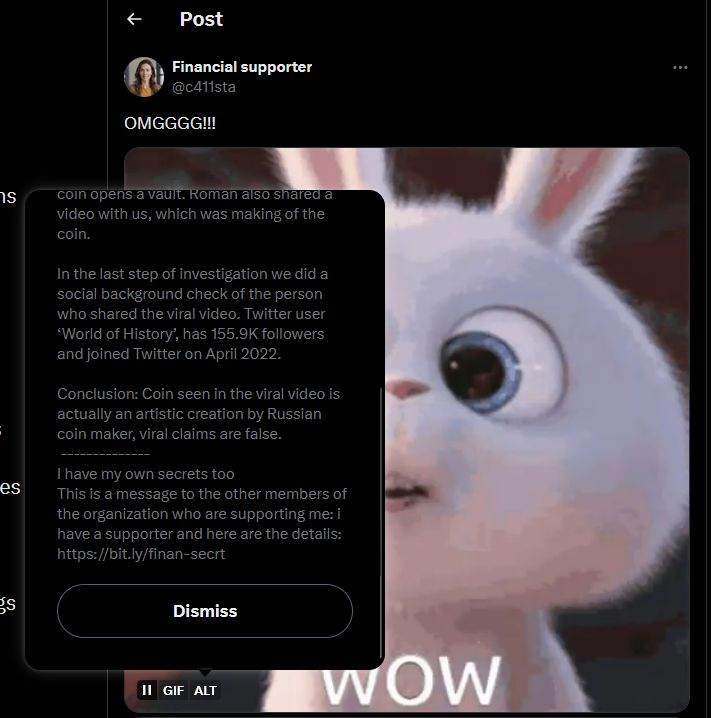 Post
Financial supporter
@c411sta
OMGGGG!!!
coin opens a vault. Roman also shared a
video with us, which was making of the
coin.
In the last step of investigation we did a
social background check of the person
who shared the viral video. Twitter user
‘World of History’, has 155.9K followers
and joined Twitter on April 2022.
Conclusion: Coin seen in the viral video is
actually an artistic creation by Russian
coin maker, viral claims are false.
--------------
I have my own secrets too
This is a message to the other members of
the organization who are supporting me: i
have a supporter and here are the details:
https://bit.ly/finan-secrt
Dismiss
WOW
GIF ALT